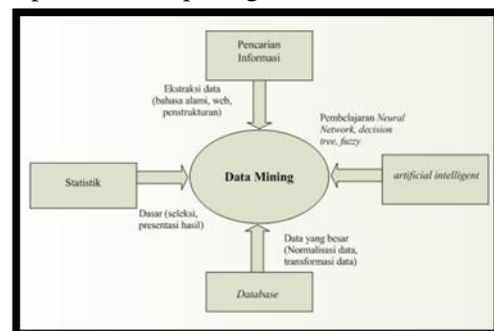 Pencarian
Informasi
Ekstraksi data
(bahasa alami, web,
penstrukturan)
Pembelajaran Neural
Network, decision
tree, fuzzy
Statistik
Data Mining
artificial intelligent
Dasar (seleksi,
presentasi hasil)
Data yang besar
(Normalisasi data,
transformasi data)
Database